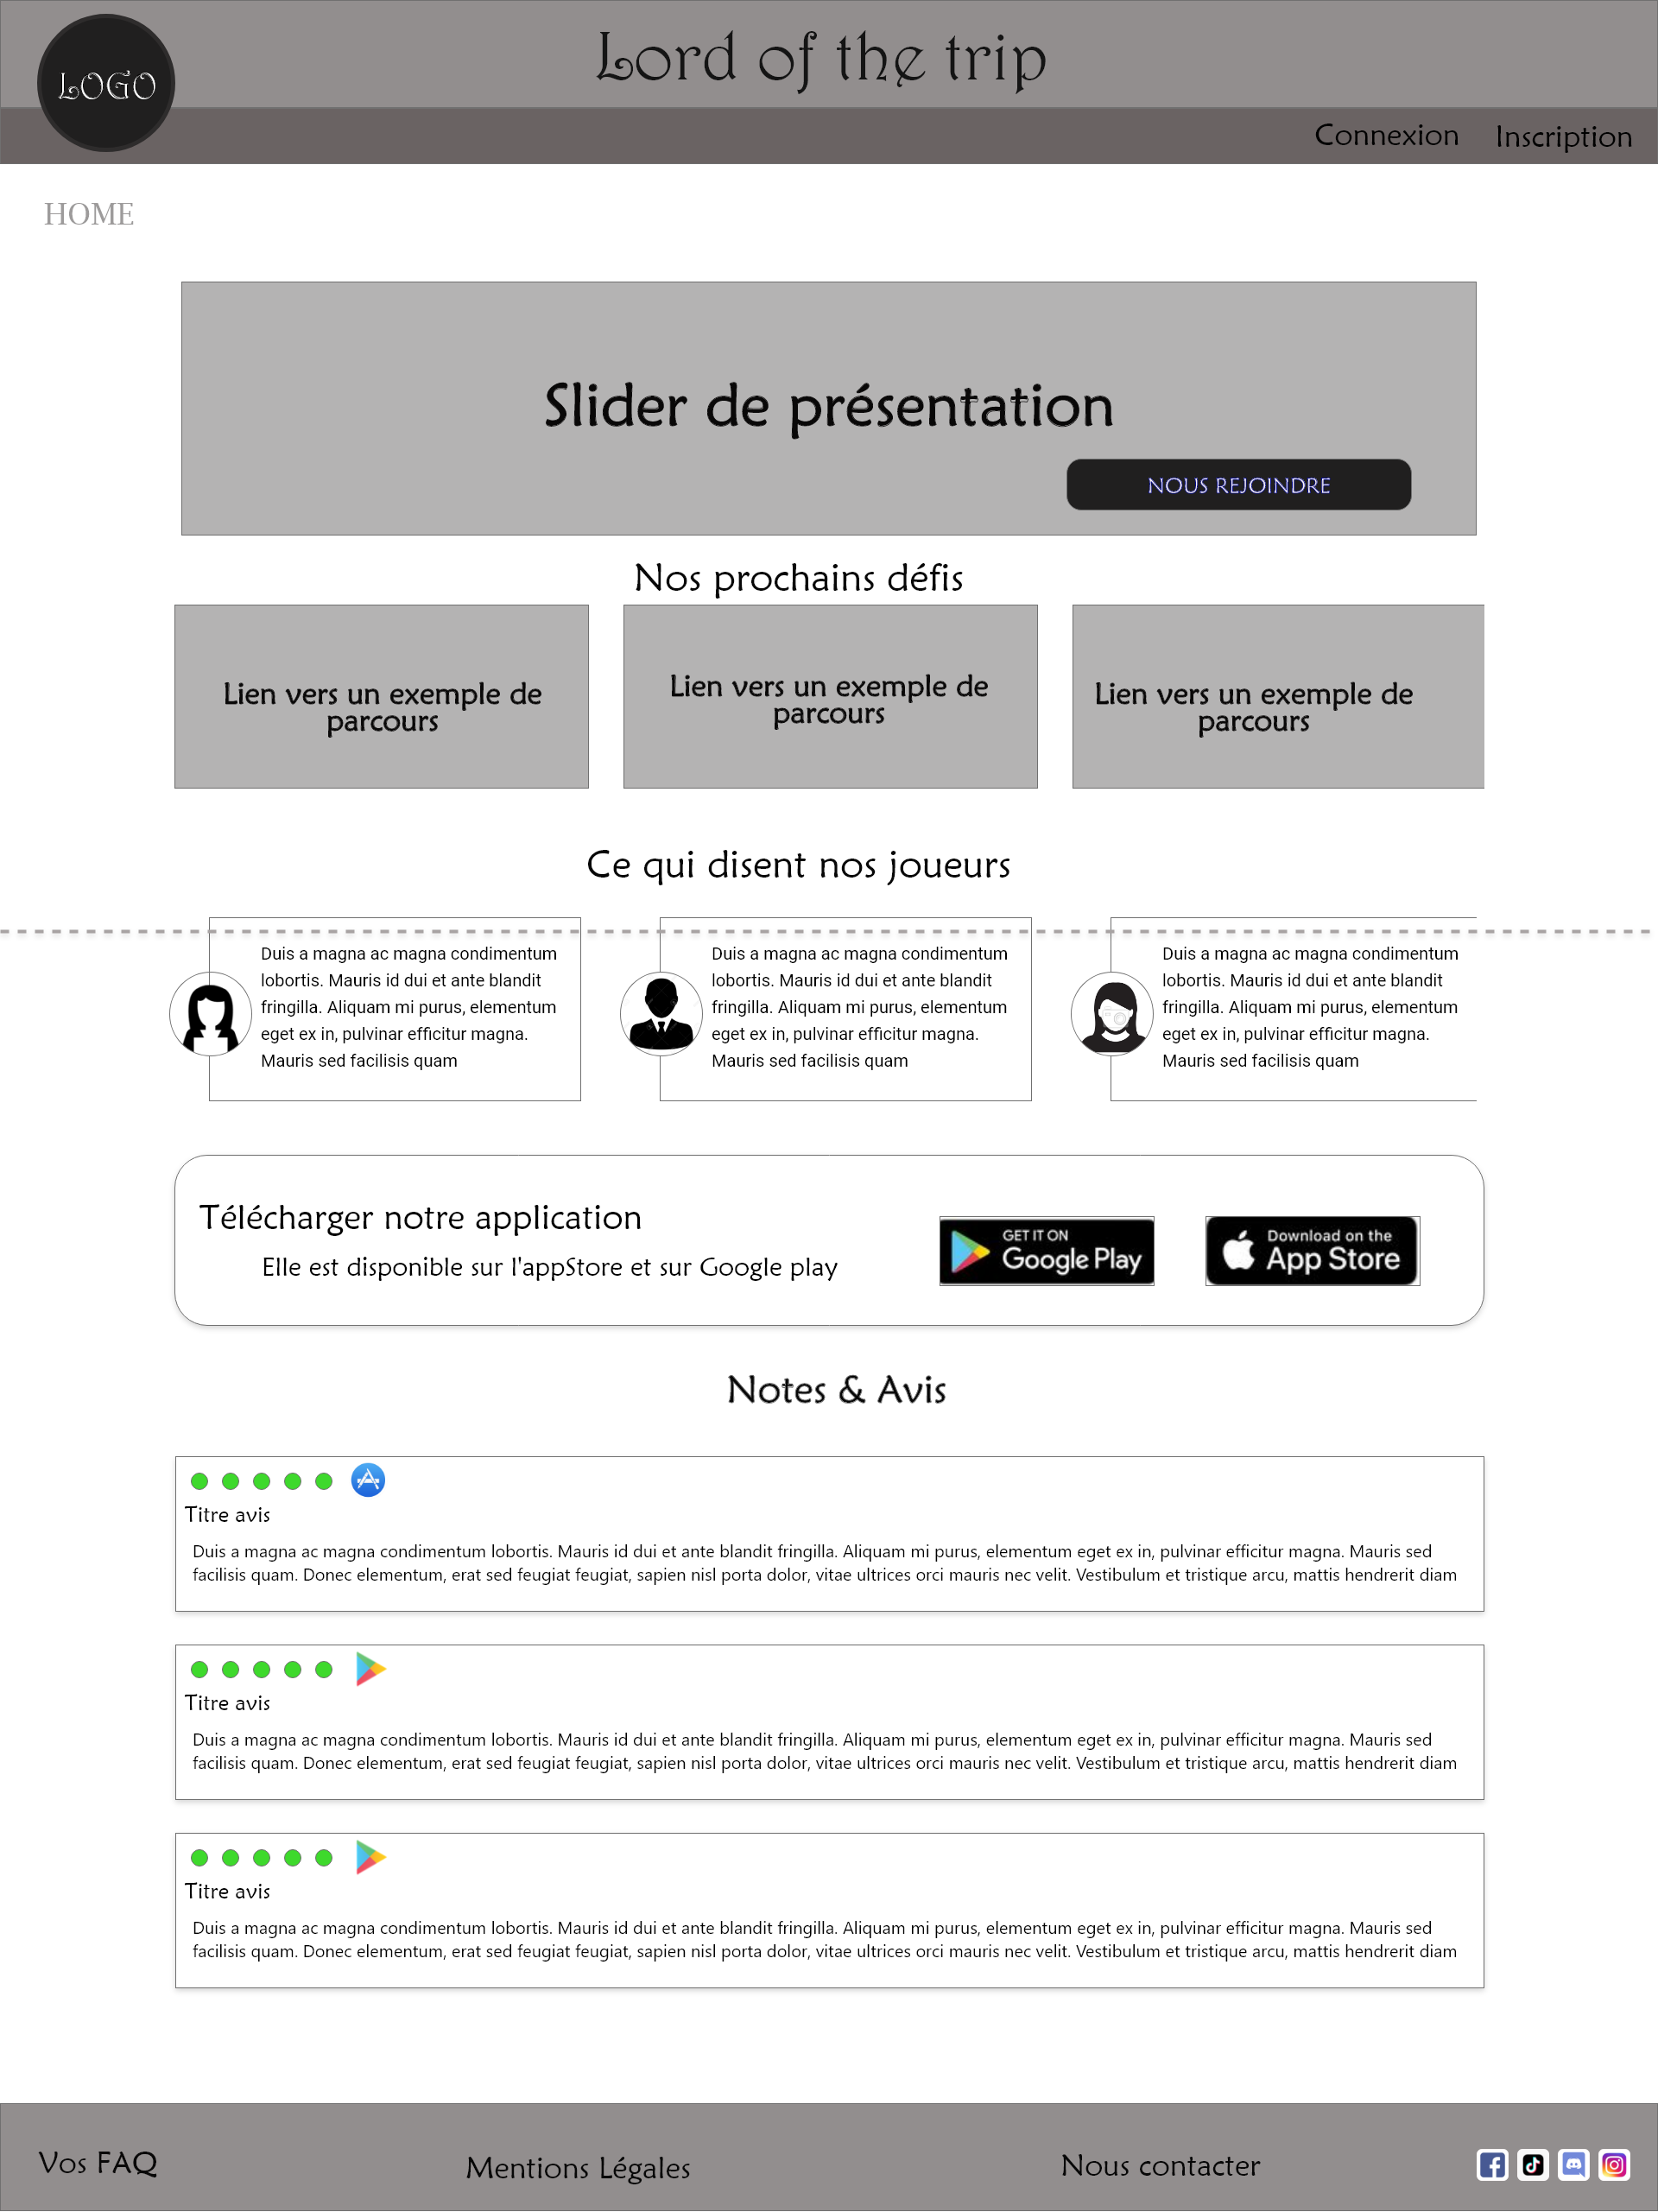 Lord of the trip
LOGO
Connexion Inscription
HOME
Slider de présentation
NOUS REJOINDRE
Nos prochains défis
Lien vers un exemple de
parcours
Lien vers un exemple de
parcours
Lien vers un exemple de
parcours
Ce qui disent nos joueurs
Duis a magna ac magna condimentum
lobortis. Mauris id dui et ante blandit
fringilla. Aliquam mi purus, elementum
eget ex in, pulvinar efficitur magna.
Mauris sed facilisis quam
Duis a magna ac magna condimentum
lobortis. Mauris id dui et ante blandit
fringilla. Aliquam mi purus, elementum
eget ex in, pulvinar efficitur magna.
Mauris sed facilisis quam
Duis a magna ac magna condimentum
lobortis. Mauris id dui et ante blandit
fringilla. Aliquam mi purus, elementum
eget ex in, pulvinar efficitur magna.
Mauris sed facilisis quam
Télécharger notre application
Elle est disponible sur l'appStore et sur Google play
GET IT ON
Google Play
Download on the
App Store
Notes & Avis
Titre avis
Duis a magna ac magna condimentum lobortis. Mauris id dui et ante blandit fringilla. Aliquam mi purus, elementum eget ex in, pulvinar efficitur magna. Mauris sed
facilisis quam. Donec elementum, erat sed feugiat feugiat, sapien nisl porta dolor, vitae ultrices orci mauris nec velit. Vestibulum et tristique arcu, mattis hendrerit diam
Titre avis
Duis a magna ac magna condimentum lobortis. Mauris id dui et ante blandit fringilla. Aliquam mi purus, elementum eget ex in, pulvinar efficitur magna. Mauris sed
facilisis quam. Donec elementum, erat sed feugiat feugiat, sapien nisl porta dolor, vitae ultrices orci mauris nec velit. Vestibulum et tristique arcu, mattis hendrerit diam
Titre avis
Duis a magna ac magna condimentum lobortis. Mauris id dui et ante blandit fringilla. Aliquam mi purus, elementum eget ex in, pulvinar efficitur magna. Mauris sed
facilisis quam. Donec elementum, erat sed feugiat feugiat, sapien nisl porta dolor, vitae ultrices orci mauris nec velit. Vestibulum et tristique arcu, mattis hendrerit diam
Vos FAQ
Mentions Légales
Nous contacter